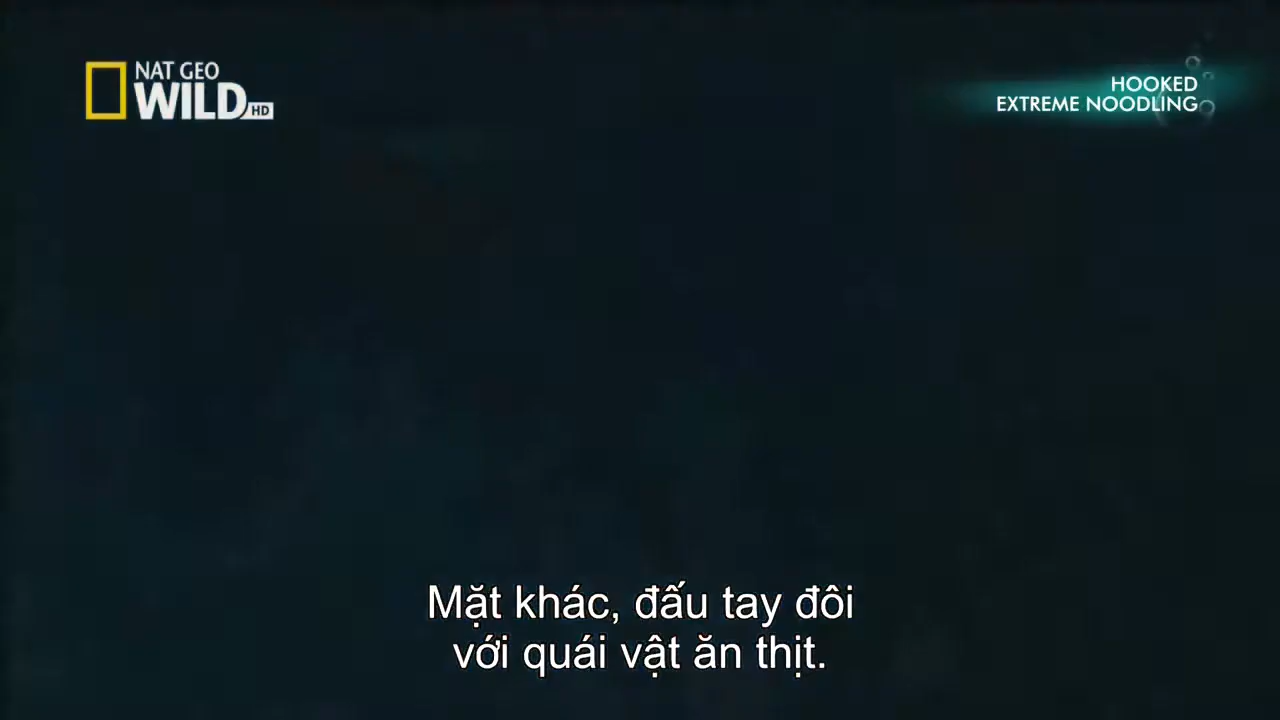 NAT GEO
WILD HD
HOOKED
EXTREME NOODLING
Mặt khác, đấu tay đôi
với quái vật ăn thịt.